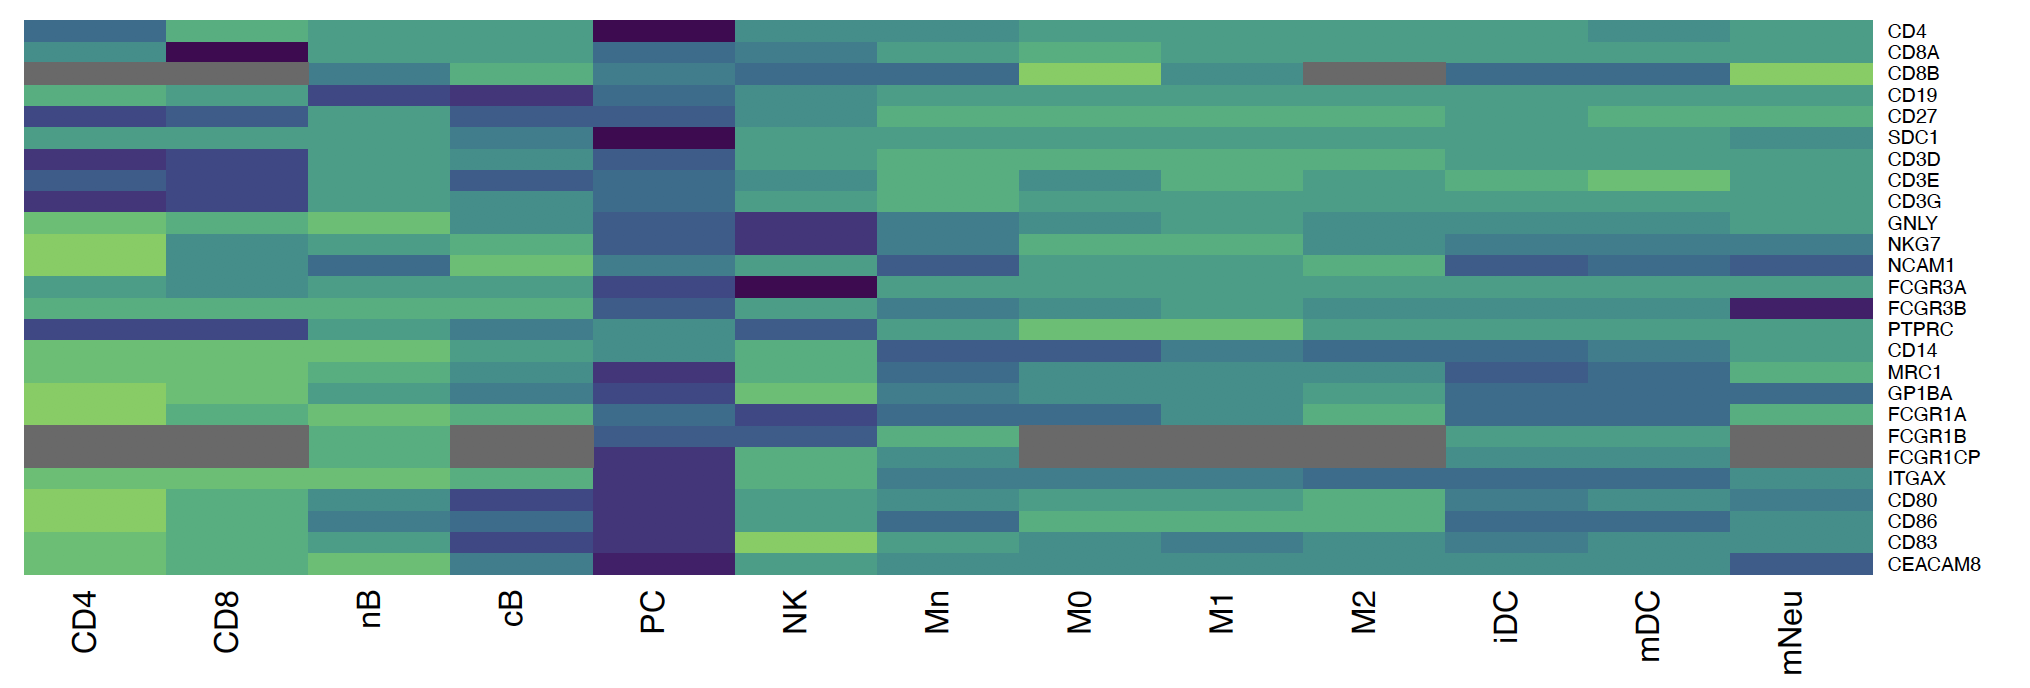 CD4
CD8A
CD8B
CD19
CD27
SDC1
CD3D
CD3E
CD3G
GNLY
NKG7
NCAM1
FCGR3A
FCGR3B
PTPRC
CD14
MRC1
GP1BA
FCGR1A
FCGR1B
FCGR1CP
ITGAX
CD80
CD86
CD83
CEACAM8
CD4 CD8 nB cB PC NK Mn M0 M1 M2 iDC mDC mNeu